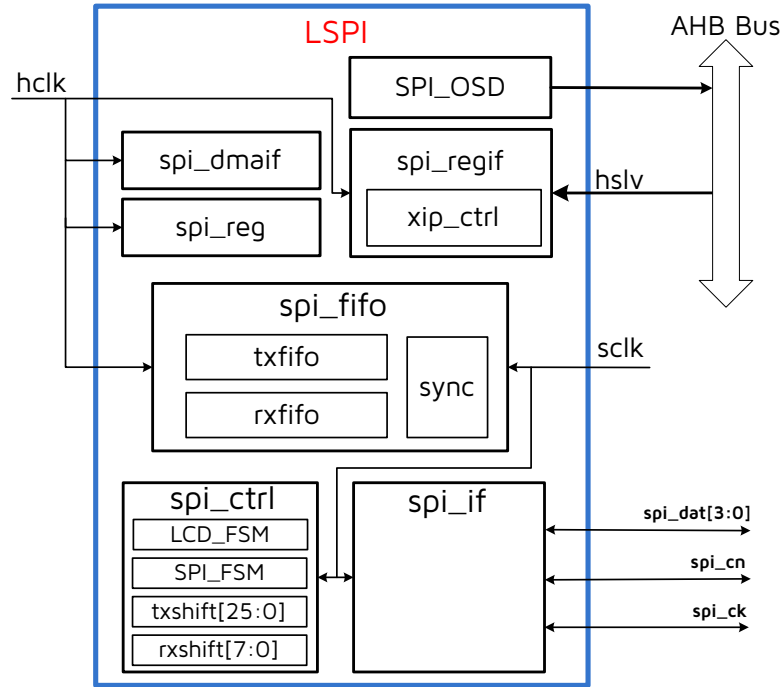 LSPI
AHB Bus
hclk
SPI_OSD
spi_dmaif
spi_regif
hslv
xip_ctrl
spi_reg
spi_fifo
txfifo
sync
sclk
rxfifo
spi_ctrl
spi_if
LCD_FSM
SPI_FSM
txshift[25:0]
rxshift[7:0]
spi_dat[3:0]
spi_cn
spi_ck